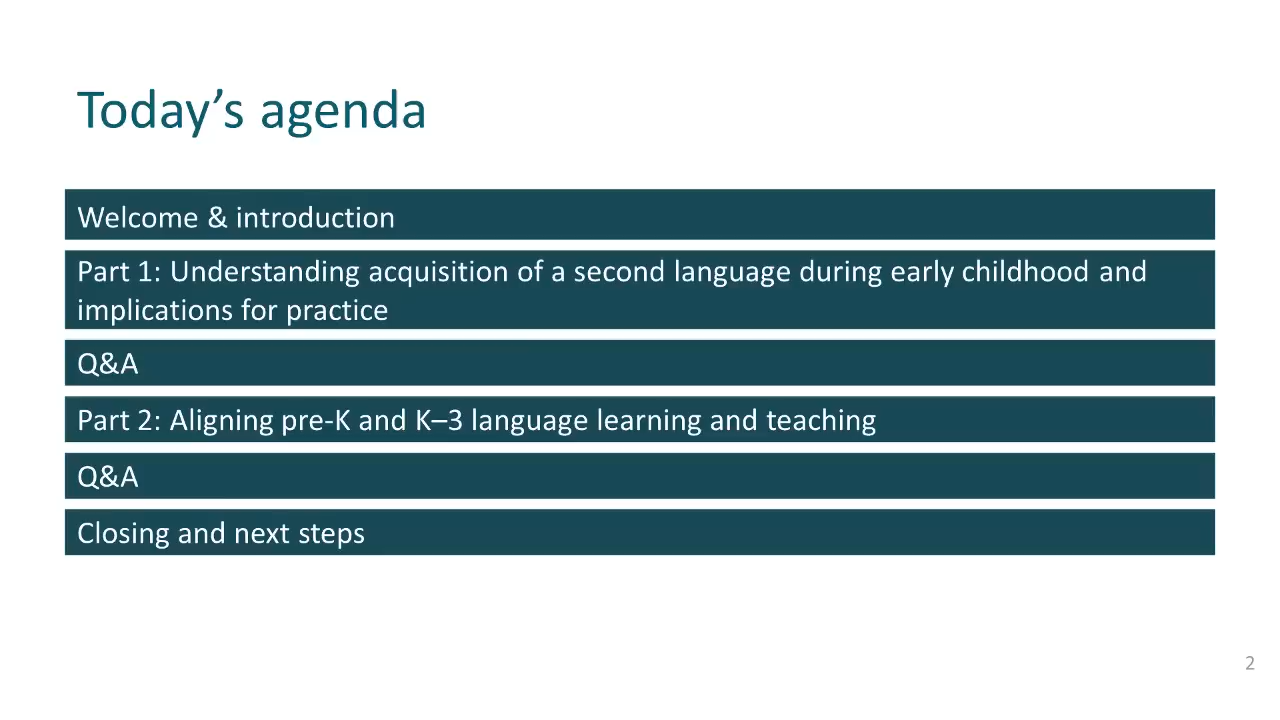 Today’s agenda
Welcome & introduction
Part 1: Understanding acquisition of a second language during early childhood and
implications for practice
Q&A
Part 2: Aligning pre-K and K–3 language learning and teaching
Q&A
Closing and next steps
2